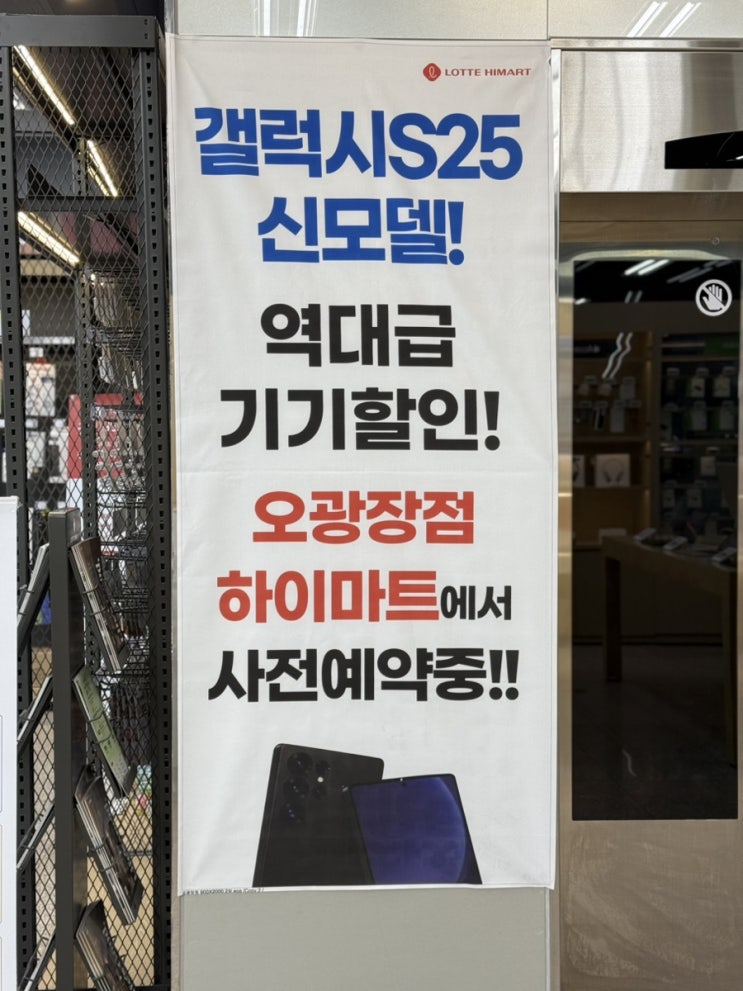 LOTTE HIMART
갤럭시S25
신모델!
역대급
기기할인!
오광장점
하이마트에서
사전예약중!!